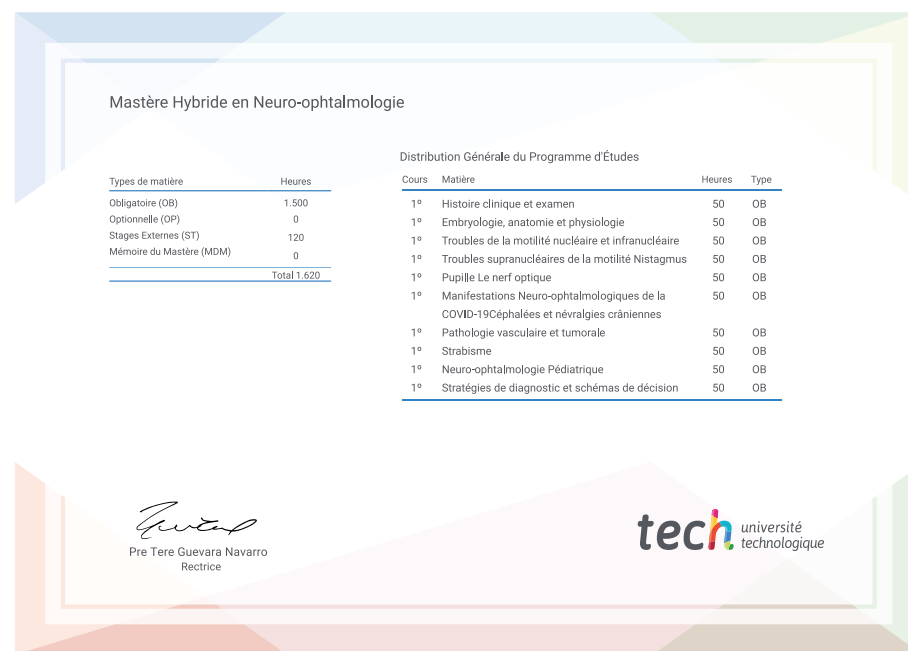 Mastère Hybride en Neuro-ophtalmologie
Types de matière Heures
Obligatoire (OB) 1.500
Optionnelle (OP) 0
Stages Externes (ST) 120
Mémoire du Mastère (MDM) 0
Total 1.620
Distribution Générale du Programme d'Études
Cours Matière Heures Type
1º Histoire clinique et examen 50 OB
1º Embryologie, anatomie et physiologie 50 OB
1º Troubles de la motilité nucléaire et infranucléaire 50 OB
1º Troubles supranucléaires de la motilité Nistagmus 50 OB
1º Pupille Le nerf optique 50 OB
1º Manifestations Neuro-ophtalmologiques de la 50 OB
COVID-19Céphalées et névralgies crâniennes
1º Pathologie vasculaire et tumorale 50 OB
1º Strabisme 50 OB
1º Neuro-ophtalmologie Pédiatrique 50 OB
1º Stratégies de diagnostic et schémas de décision 50 OB
Pre Tere Guevara Navarro
Rectrice
tech université
technologique